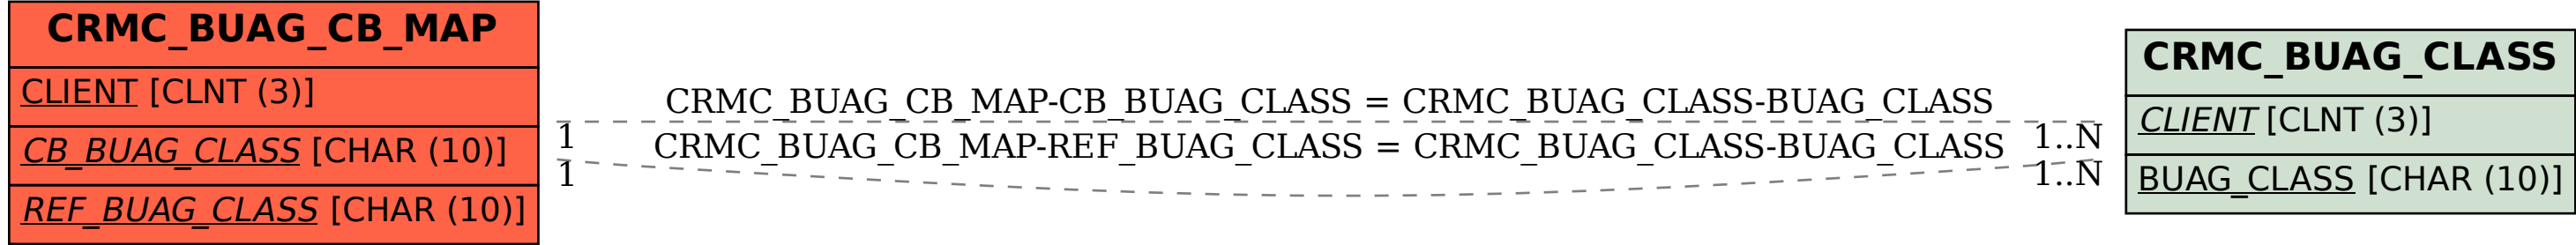 CRMC_BUAG_CB_MAP
CLIENT [CLNT (3)]
CB_BUAG_CLASS [CHAR (10)]
REF_BUAG_CLASS [CHAR (10)]
CRMC_BUAG_CB_MAP-CB_BUAG_CLASS = CRMC_BUAG_CLASS-BUAG_CLASS
1
1..N
CRMC_BUAG_CB_MAP-REF_BUAG_CLASS = CRMC_BUAG_CLASS-BUAG_CLASS
1
1..N
CRMC_BUAG_CLASS
CLIENT [CLNT (3)]
BUAG_CLASS [CHAR (10)]